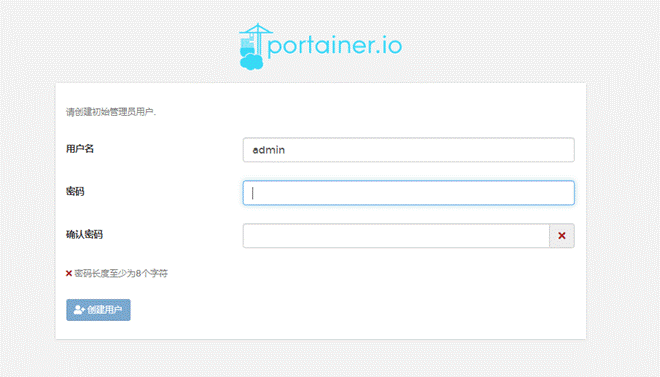 portainer.io
请创建初始管理员用户.
用户名
admin
密码
确认密码
密码长度至少为8个字符
创建用户